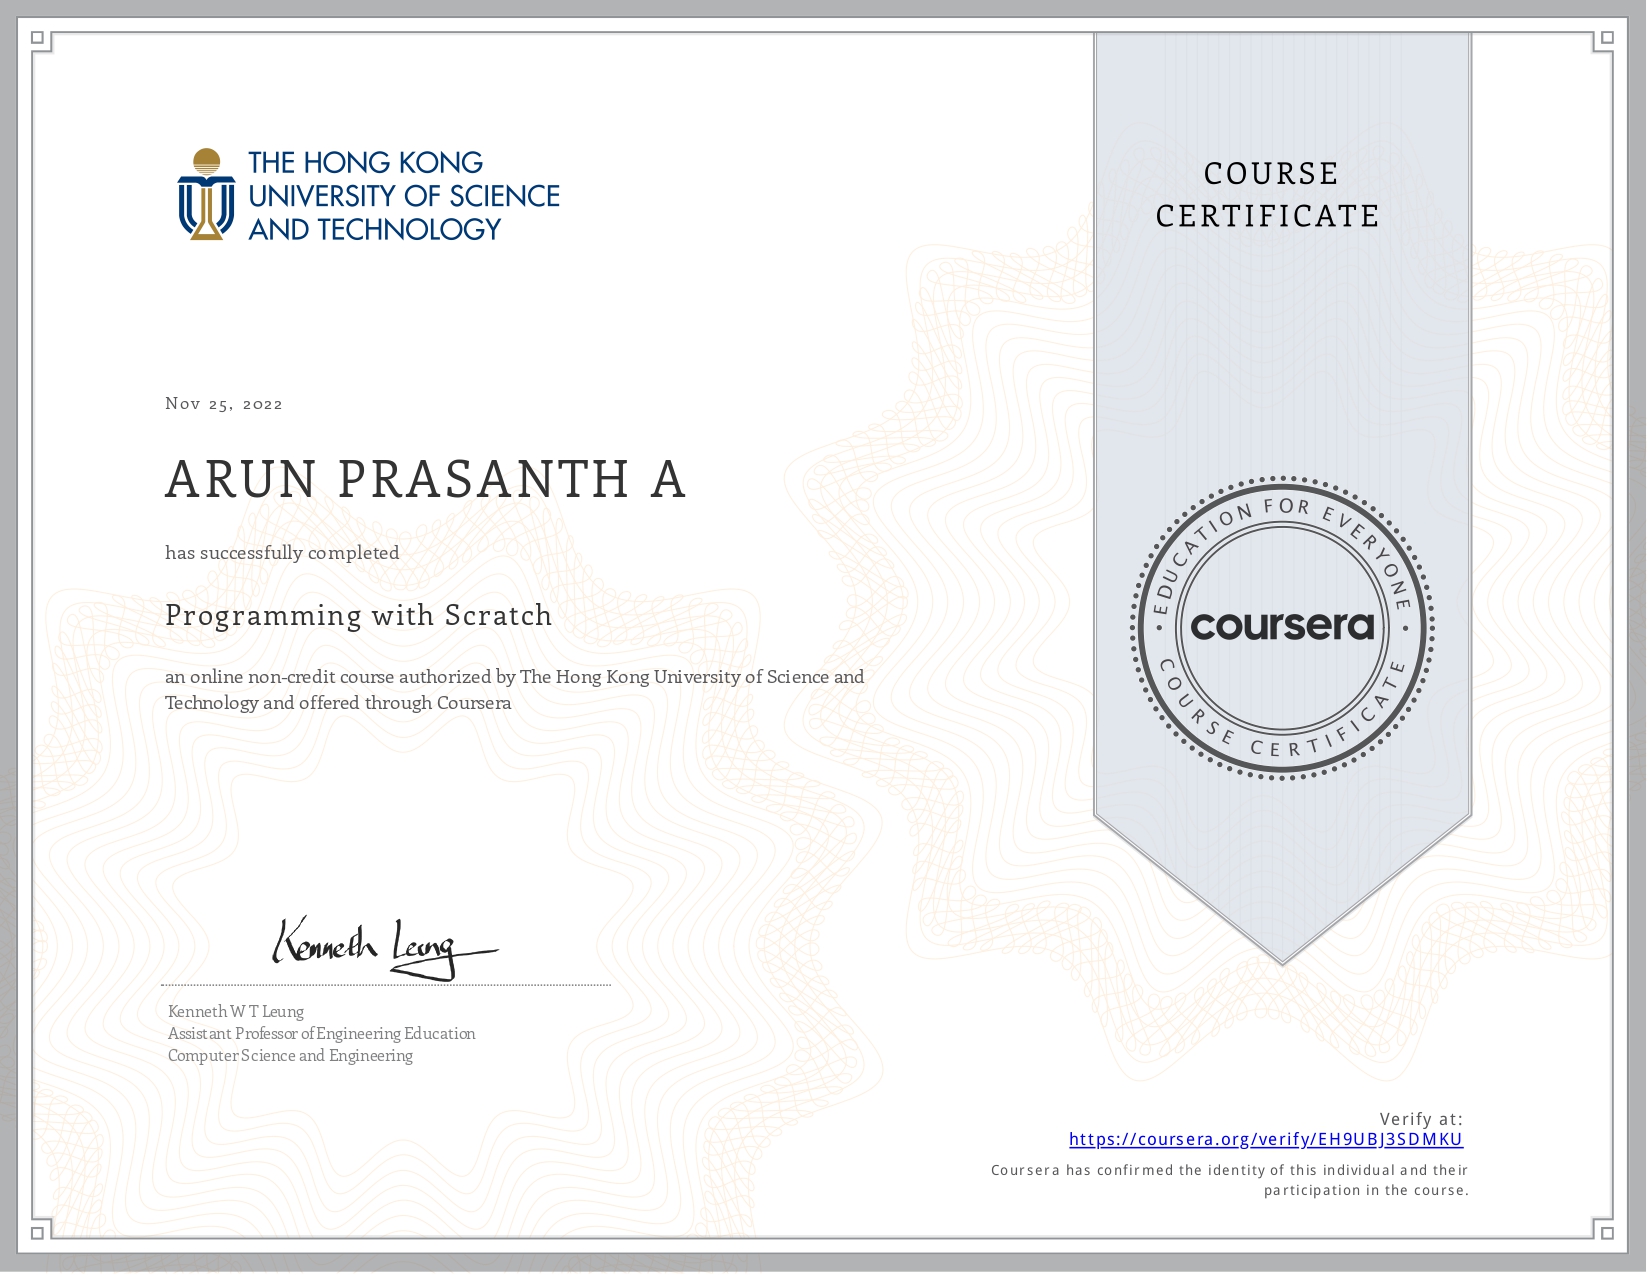 THE HONG KONG
UNIVERSITY OF SCIENCE
AND TECHNOLOGY
COURSE
CERTIFICATE
Nov 25, 2022
ARUN PRASANTH A
has successfully completed
Programming with Scratch
an online non-credit course authorized by The Hong Kong University of Science and
Technology and offered through Coursera
EDUCATION FOR EVERYONE
coursera
COURSE CERTIFICATE
Kenneth Leung
Kenneth W T Leung
Assistant Professor of Engineering Education
Computer Science and Engineering
Verify at:
https://coursera.org/verify/EH9UBJ3SDMKU
Coursera has confirmed the identity of this individual and their
participation in the course.